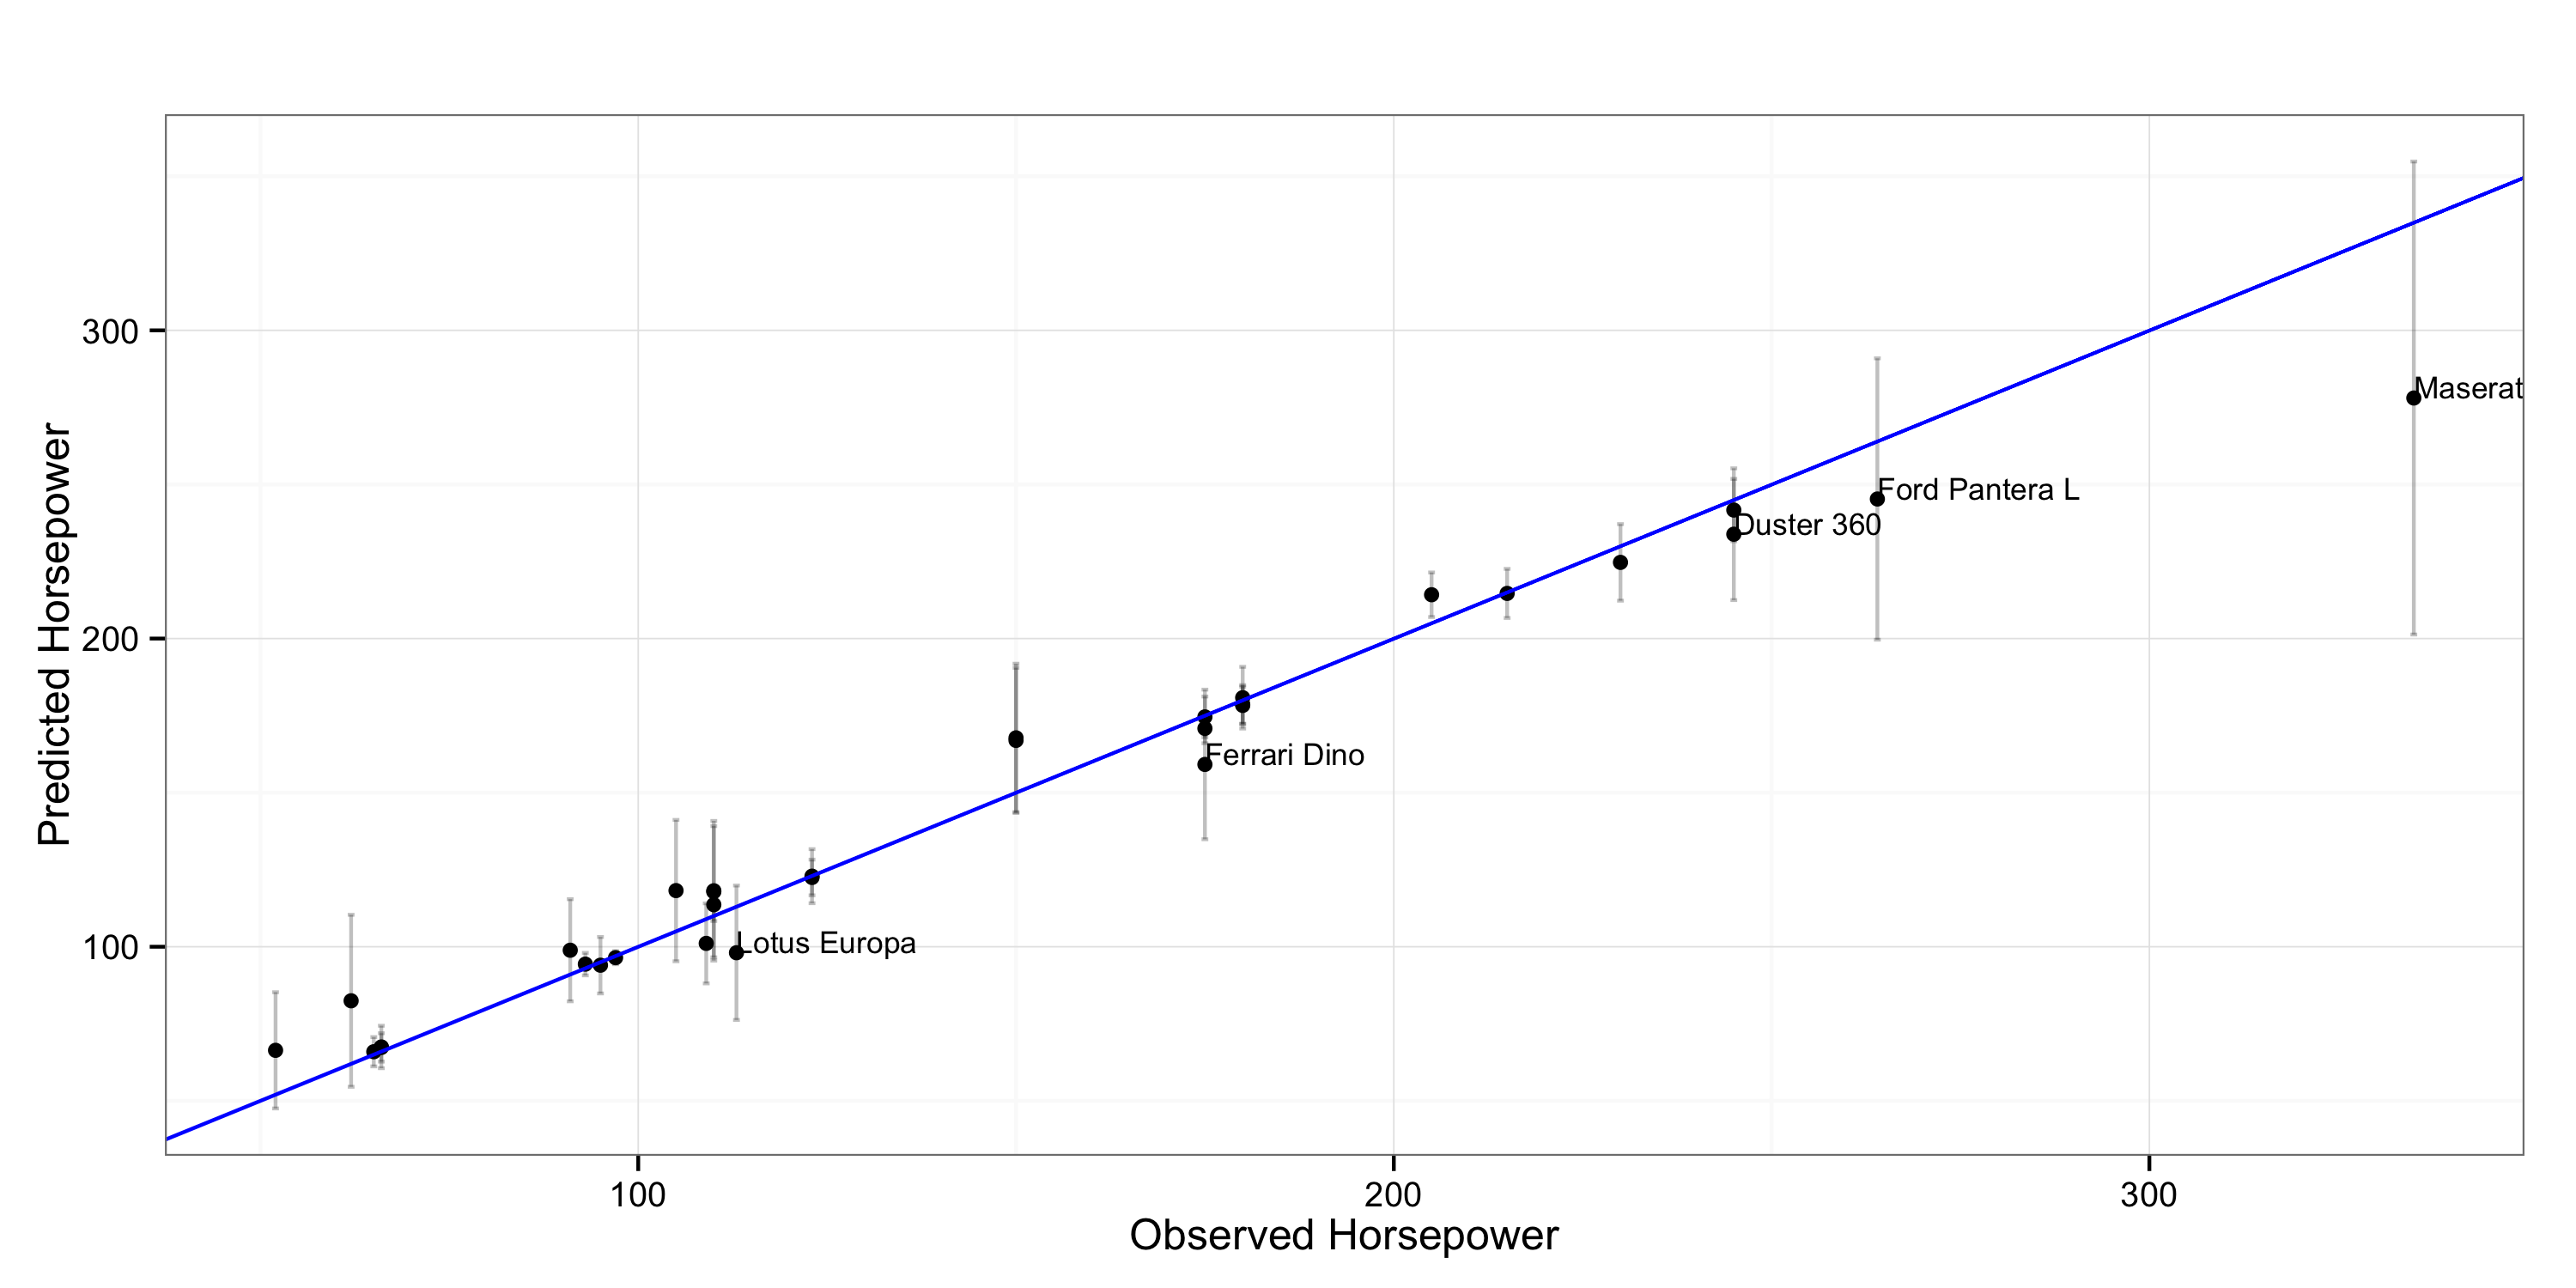 Predicted Horsepower
300
200
100
Maserat
Ford Pantera L
Duster 360
Ferrari Dino
Lotus Europa
100
200
300
Observed Horsepower